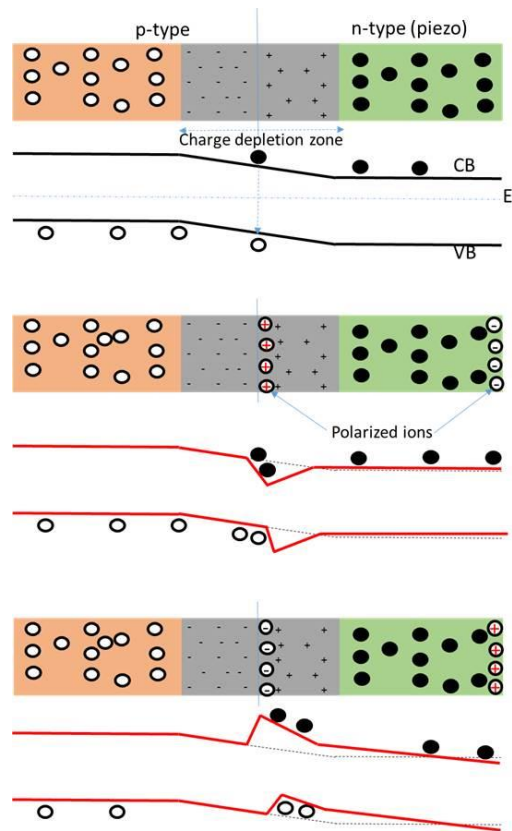 p-type n-type (piezo)
Charge depletion zone
CB
E
VB
Polarized ions